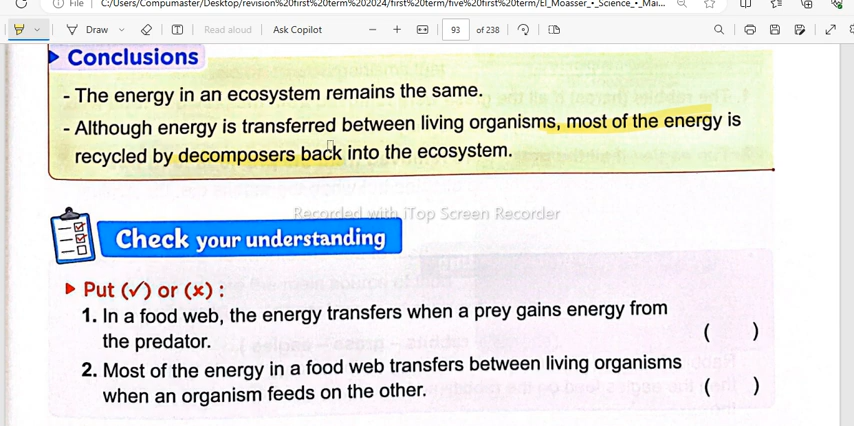 File
C:/Users/Compumaster/Desktop/revision%20first%20term%202024/first%20term/five%20first%20term/El_Moasser_•_Science_•_Mai...
Draw
Read aloud
Ask Copilot
93 of 238
Conclusions
- The energy in an ecosystem remains the same.
- Although energy is transferred between living organisms, most of the energy is
recycled by decomposers back into the ecosystem.
Recorded with iTop Screen Recorder
Check your understanding
Put (✓) or (x) :
1. In a food web, the energy transfers when a prey gains energy from
the predator. ( )
2. Most of the energy in a food web transfers between living organisms
when an organism feeds on the other. ( )